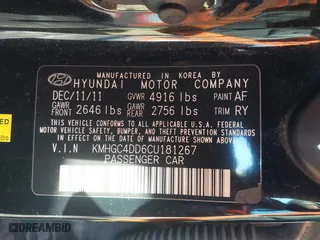 MANUFACTURED IN KOREA BY
HYUNDAI MOTOR COMPANY
DEC/11/11 GVWR 4916 lbs PAINT AF
GAWR FRONT 2646 lbs GAWR REAR 2756 lbs TRIM RY
THIS VEHICLE CONFORMS TO ALL APPLICABLE U.S. FEDERAL
MOTOR VEHICLE SAFETY, BUMPER, AND THEFT PREVENTION
STANDARDS IN EFFECT ON THE DATE OF MANUFACTURE SHOWN ABOVE.
V.I.N KMHGC4DD6CU181267
PASSENGER CAR
DREAMBID